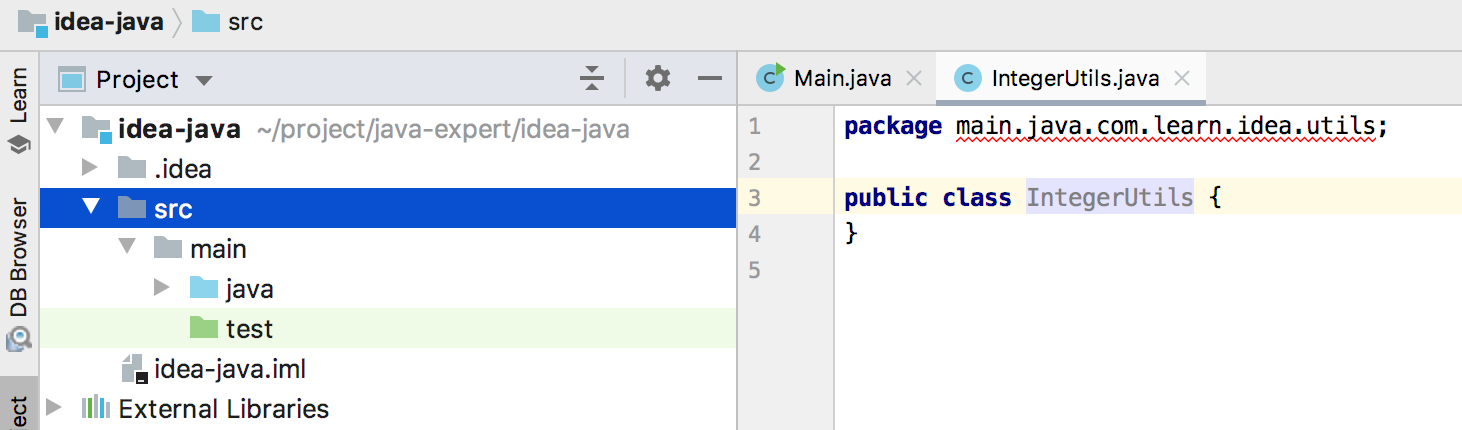 idea-java src
Learn
DB Browser
ect
Project
idea-java ~/project/java-expert/idea-java
.idea
src
main
java
test
idea-java.iml
External Libraries
Main.java IntegerUtils.java
1 package main.java.com.learn.idea.utils;
2
3 public class IntegerUtils {
4 }
5